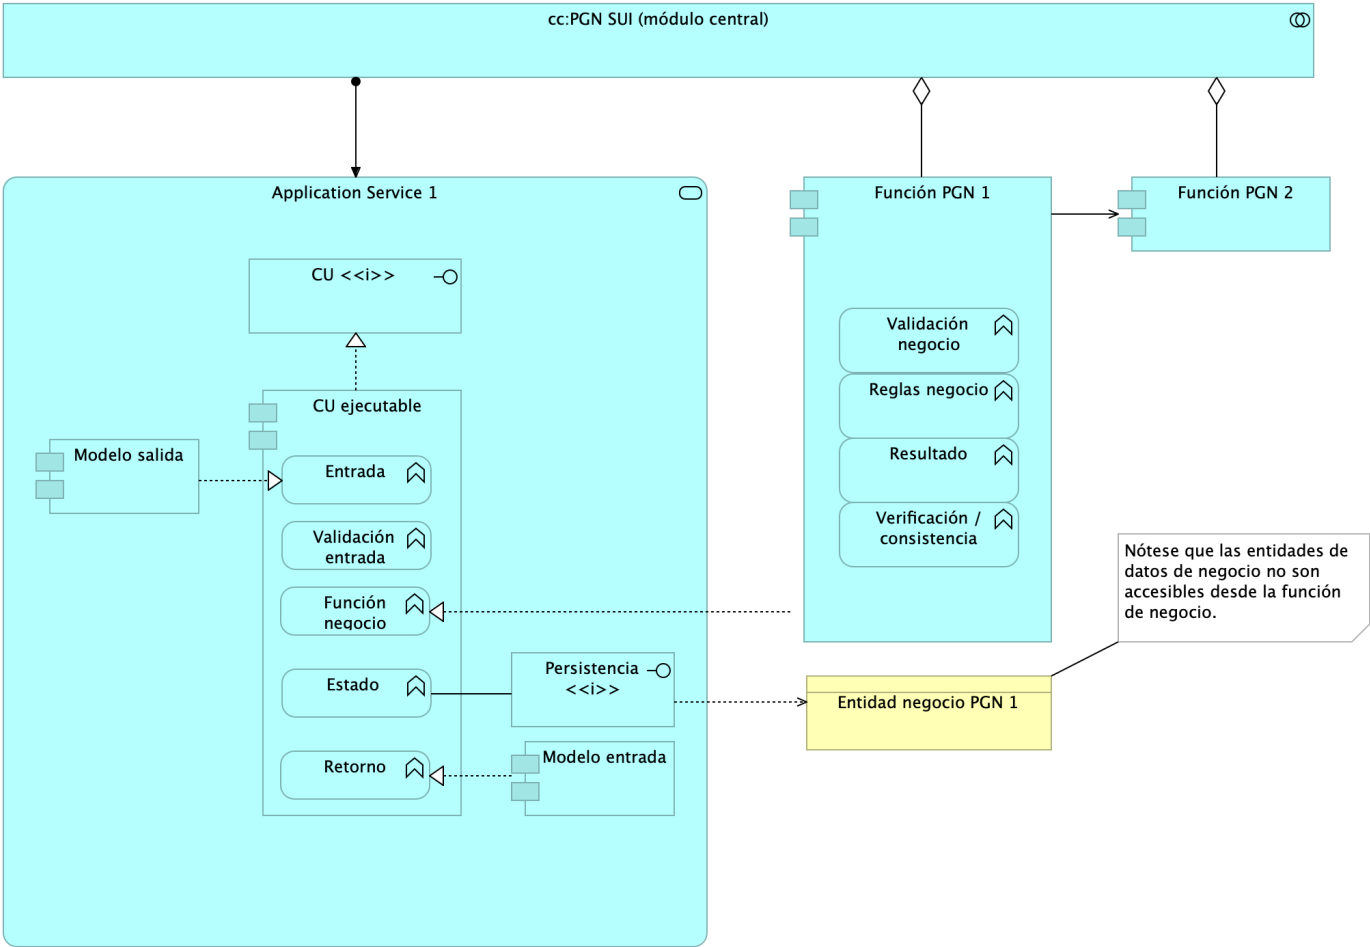 cc:PGN SUI (módulo central)
Application Service 1
CU <<i>>
CU ejecutable
Modelo salida
Entrada
Validación
entrada
Función
negocio
Estado
Persistencia
<<i>>
Retorno
Modelo entrada
Función PGN 1
Validación
negocio
Reglas negocio
Resultado
Verificación /
consistencia
Función PGN 2
Nótese que las entidades de
datos de negocio no son
accesibles desde la función
de negocio.
Entidad negocio PGN 1